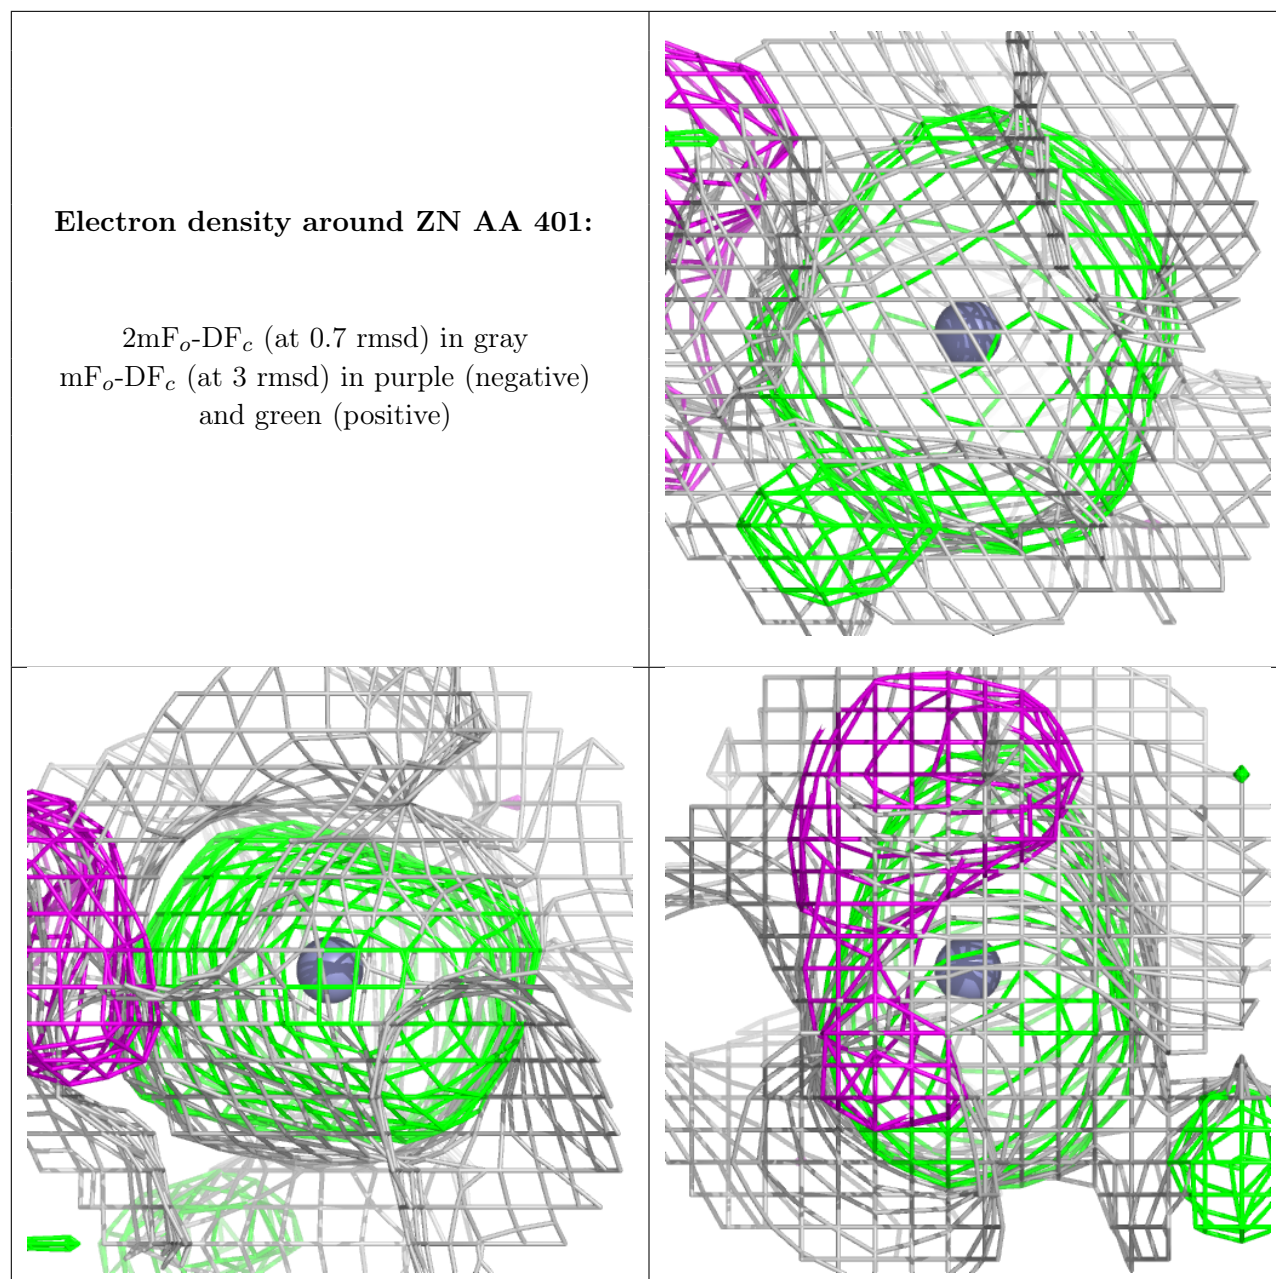 Electron density around ZN AA 401:
2mFo-DFc (at 0.7 rmsd) in gray
mFo-DFc (at 3 rmsd) in purple (negative)
and green (positive)